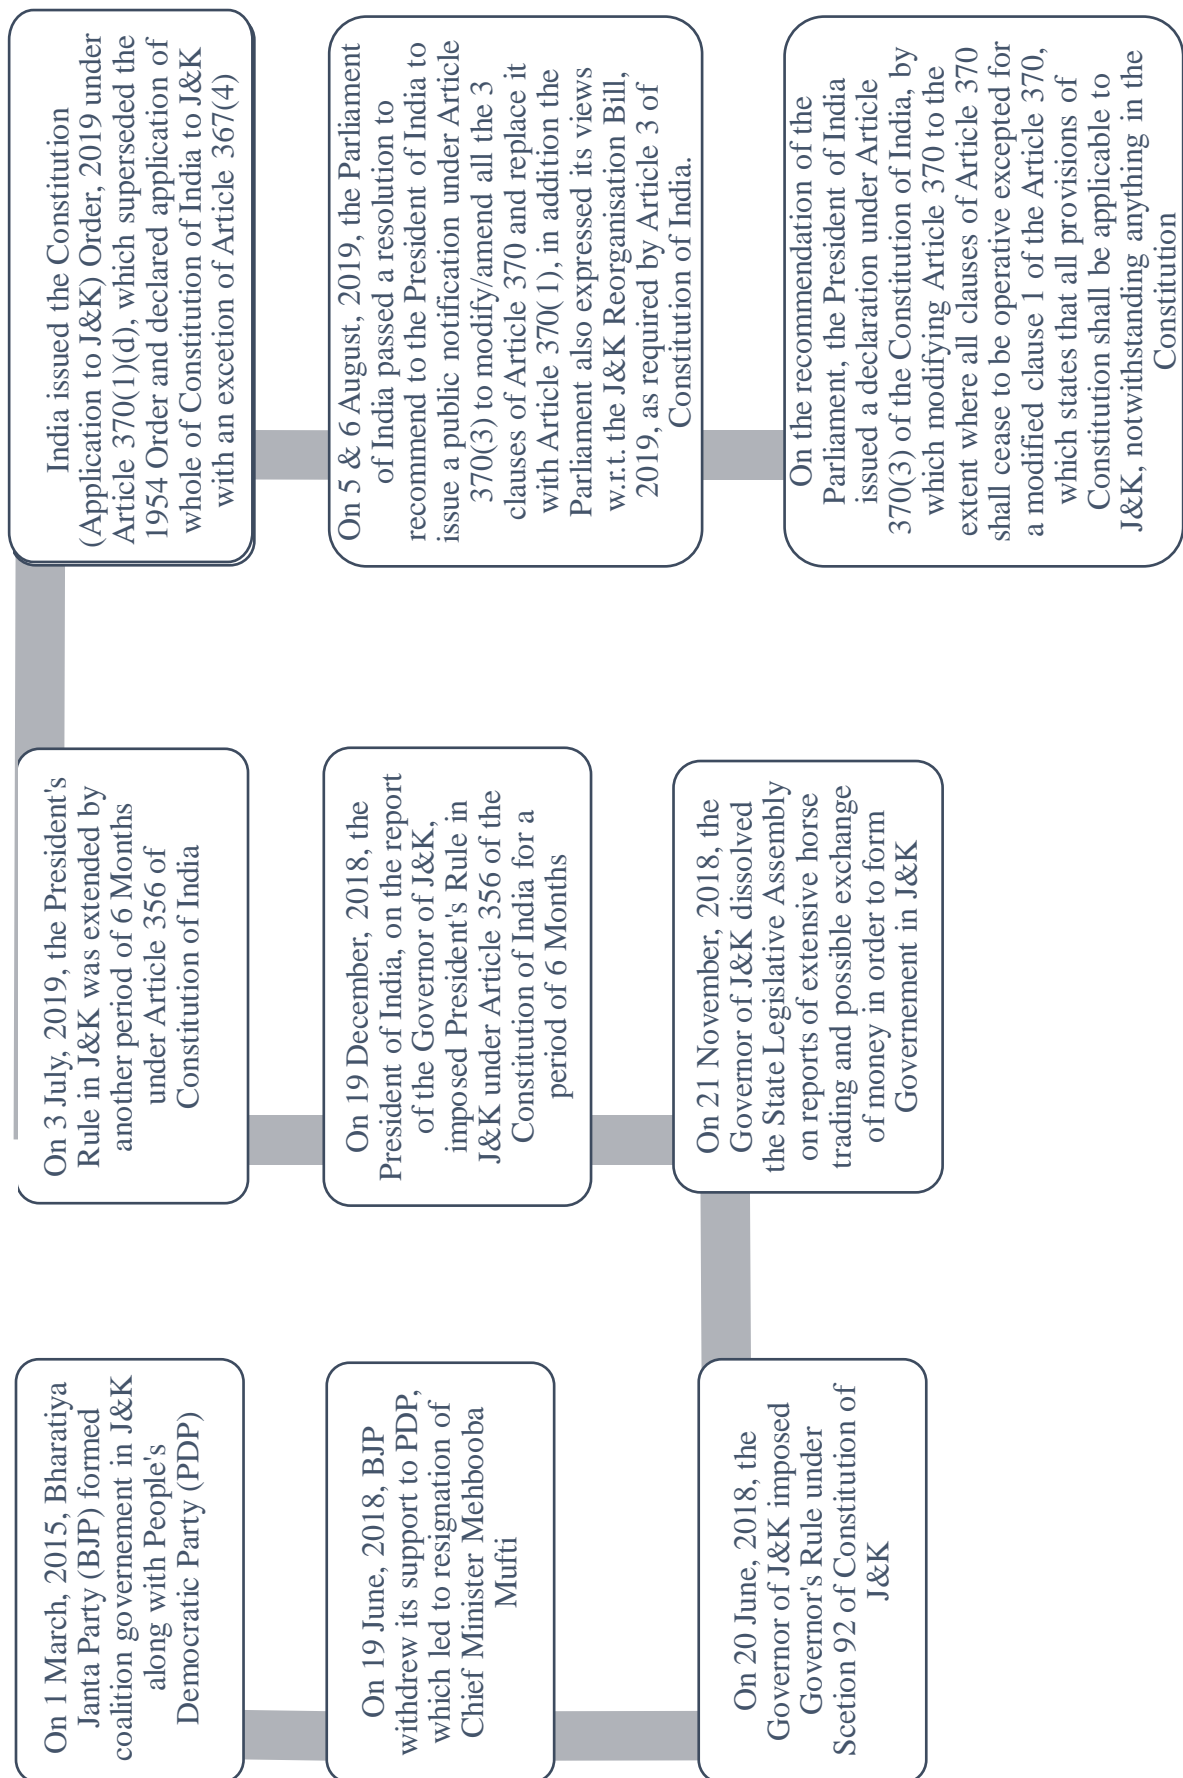 On 1 March, 2015, Bharatiya
Janta Party (BJP) formed
coalition governement in J&K
along with People's
Democratic Party (PDP)
On 19 June, 2018, BJP
withdrew its support to PDP,
which led to resignation of
Chief Minister Mehbooba
Mufti
On 20 June, 2018, the
Governor of J&K imposed
Governor's Rule under
Scetion 92 of Constitution of
J&K
On 21 November, 2018, the
Governor of J&K dissolved
the State Legislative Assembly
on reports of extensive horse
trading and possible exchange
of money in order to form
Governement in J&K
On 19 December, 2018, the
President of India, on the report
of the Governor of J&K,
imposed President's Rule in
J&K under Article 356 of the
Constitution of India for a
period of 6 Months
On 3 July, 2019, the President's
Rule in J&K was extended by
another period of 6 Months
under Article 356 of
Constitution of India
India issued the Constitution
(Application to J&K) Order, 2019 under
Article 370(1)(d), which superseded the
1954 Order and declared application of
whole of Constitution of India to J&K
with an excetion of Article 367(4)
On 5 & 6 August, 2019, the Parliament
of India passed a resolution to
recommend to the President of India to
issue a public notification under Article
370(3) to modify/amend all the 3
clauses of Article 370 and replace it
with Article 370(1), in addition the
Parliament also expressed its views
w.r.t. the J&K Reorganisation Bill,
2019, as required by Article 3 of
Constitution of India.
On the recommendation of the
Parliament, the President of India
issued a declaration under Article
370(3) of the Constitution of India, by
which modifying Article 370 to the
extent where all clauses of Article 370
shall cease to be operative excepted for
a modified clause 1 of the Article 370,
which states that all provisions of
Constitution shall be applicable to
J&K, notwithstanding anything in the
Constitution